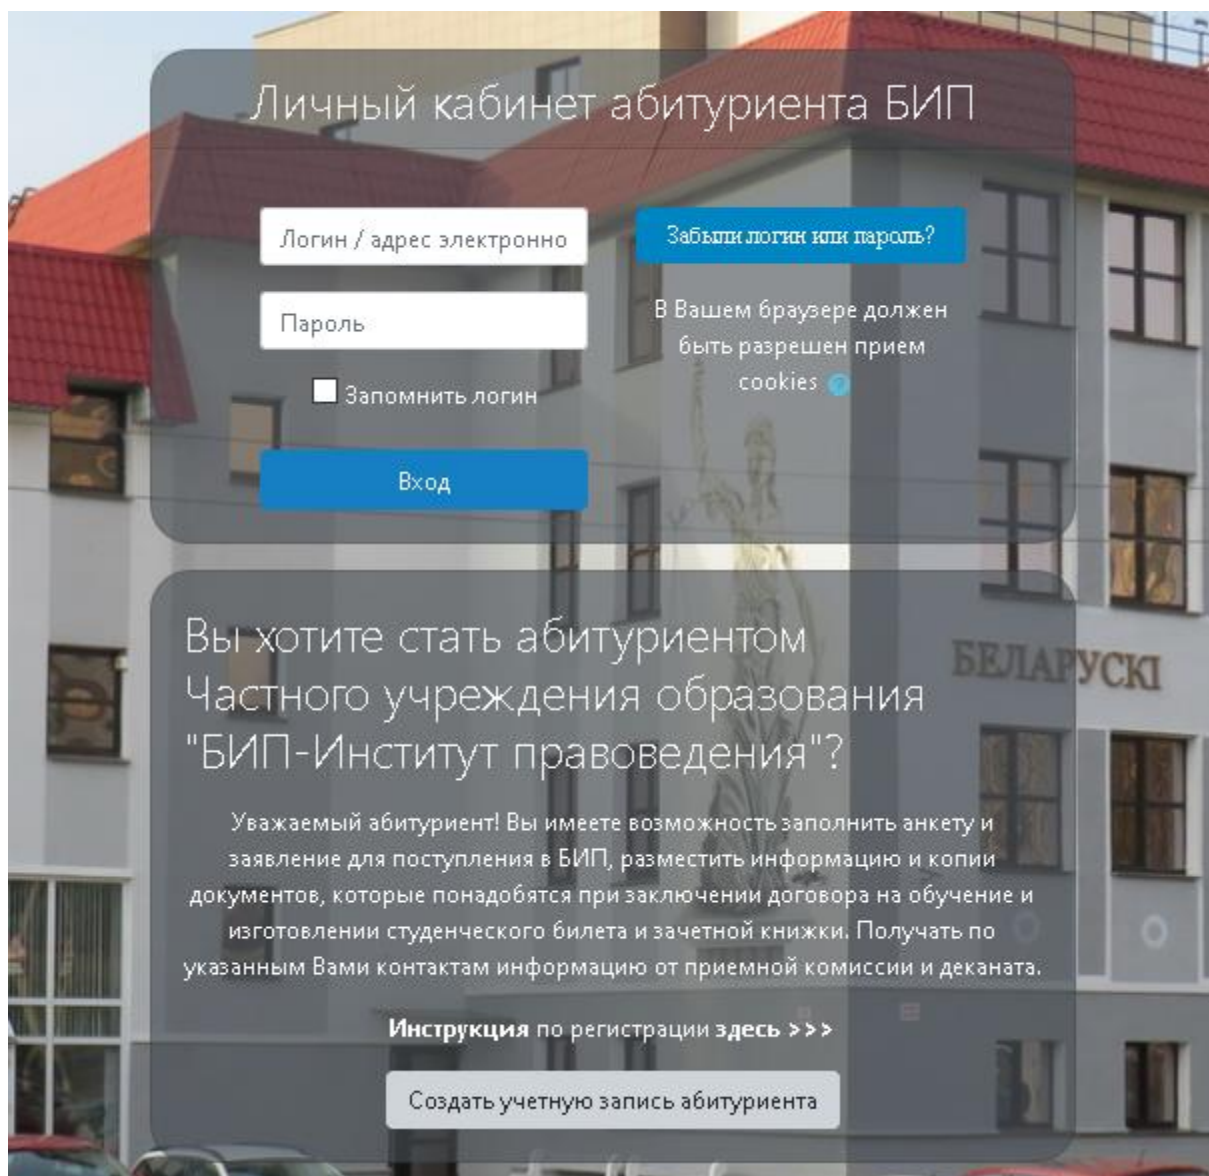 Личный кабинет абитуриента БИП
Логин / адрес электронно
Забыли логин или пароль?
Пароль
В Вашем браузере должен
быть разрешен прием
cookies
Запомнить логин
Вход
Вы хотите стать абитуриентом
Частного учреждения образования
"БИП-Институт правоведения"?
БЕЛАРУСКІ
Уважаемый абитуриент! Вы имеете возможность заполнить анкету и
заявление для поступления в БИП, разместить информацию и копии
документов, которые понадобятся при заключении договора на обучение и
изготовлении студенческого билета и зачетной книжки. Получать по
указанным Вами контактам информацию от приемной комиссии и деканата.
Инструкция по регистрации здесь >>>
Создать учетную запись абитуриента